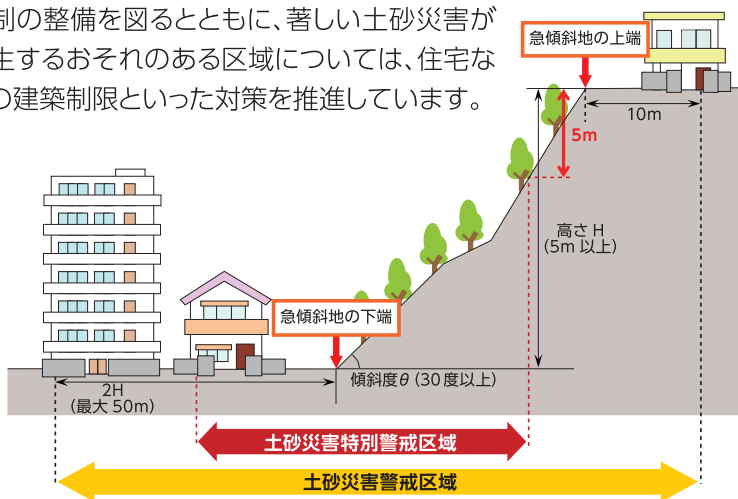 制の整備を図るとともに、著しい土砂災害が
生するおそれのある区域については、住宅な
の建築制限といった対策を推進しています。
急傾斜地の上端
10m
5m
高さ H
(5m 以上)
急傾斜地の下端
傾斜度θ(30度以上)
2H
(最大 50m)
土砂災害特別警戒区域
土砂災害警戒区域